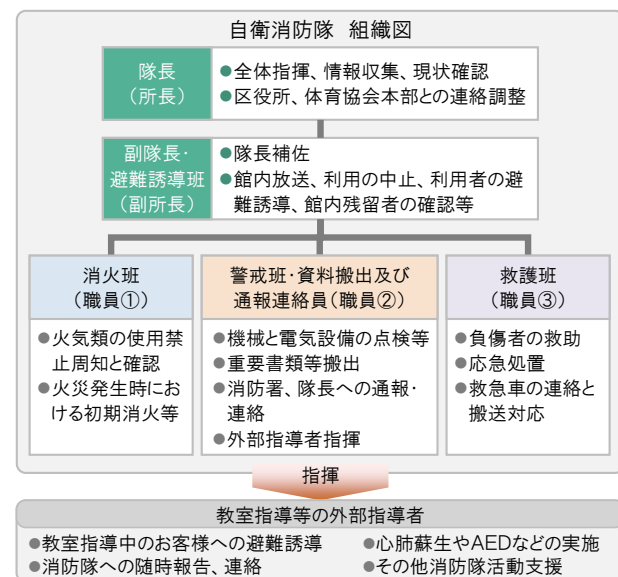 自衛消防隊 組織図
隊長
（所長）
●全体指揮、情報収集、現状確認
●区役所、体育協会本部との連絡調整
副隊長・
避難誘導班
（副所長）
●隊長補佐
●館内放送、利用の中止、利用者の避
難誘導、館内残留者の確認等
消火班
（職員①）
●火気類の使用禁
止周知と確認
●火災発生時にお
ける初期消火等
警戒班・資料搬出及び
通報連絡員（職員②）
●機械と電気設備の点検等
●重要書類等搬出
●消防署、隊長への通報・
連絡
●外部指導者指揮
救護班
（職員③）
●負傷者の救助
●応急処置
●救急車の連絡と
搬送対応
指揮
教室指導等の外部指導者
●教室指導中のお客様への避難誘導
●消防隊への随時報告、連絡
●心肺蘇生やAEDなどの実施
●その他消防隊活動支援